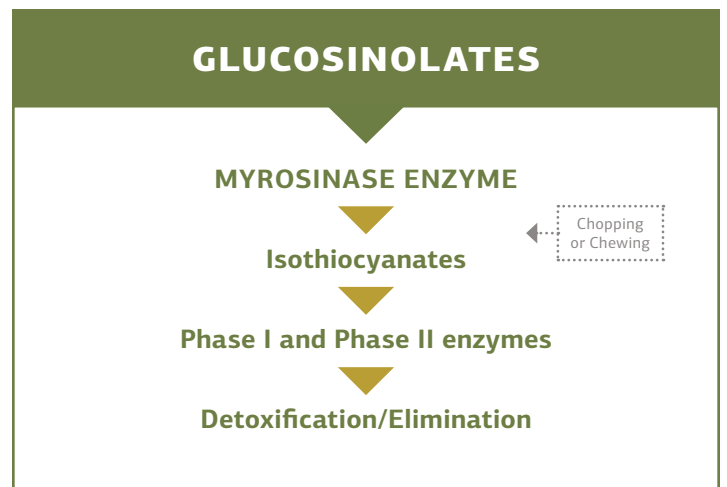 GLUCOSINOLATES
MYROSINASE ENZYME
Chopping
or Chewing
Isothiocyanates
Phase I and Phase II enzymes
Detoxification/Elimination